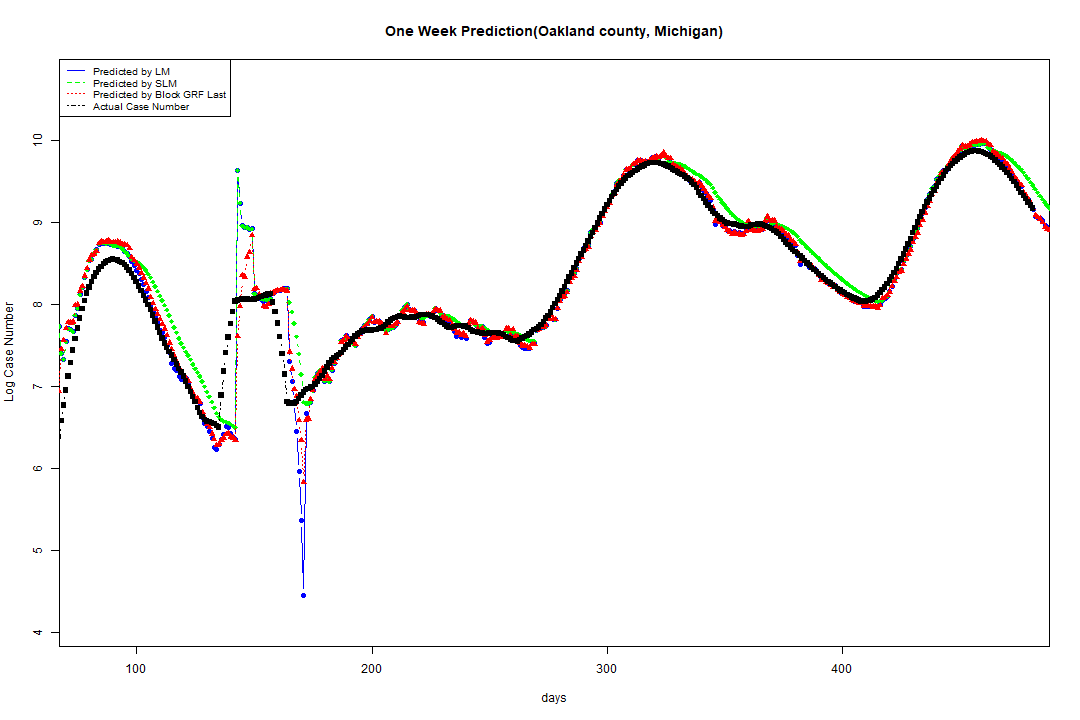 One Week Prediction(Oakland county, Michigan)
Predicted by LM
Predicted by SLM
Predicted by Block GRF Last
Actual Case Number
10
9
8
7
6
5
4
Log Case Number
100 200 300 400
days